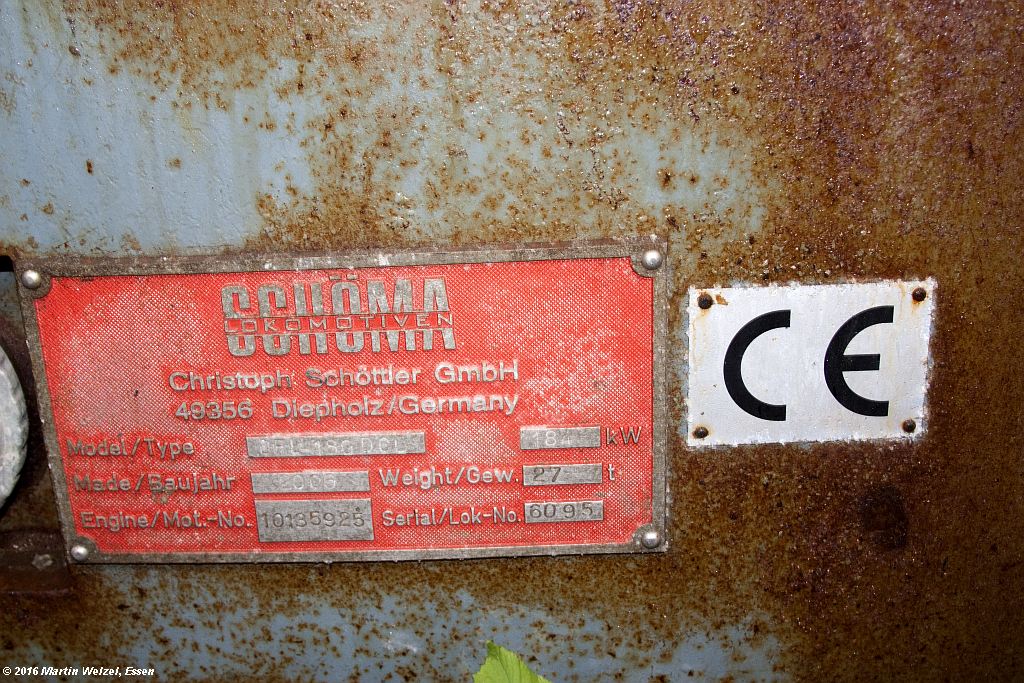 SCHÖMA
LOKOMOTIVEN
Christoph Schöttler GmbH
49356 Diepholz/Germany
Model/Type 184 kW
Made/Baujahr Weight/Gew. 27 t
Engine/Mot.-No. 10135925 Serial/Lok-No. 6095
CE
© 2016 Martin Welzel, Essen